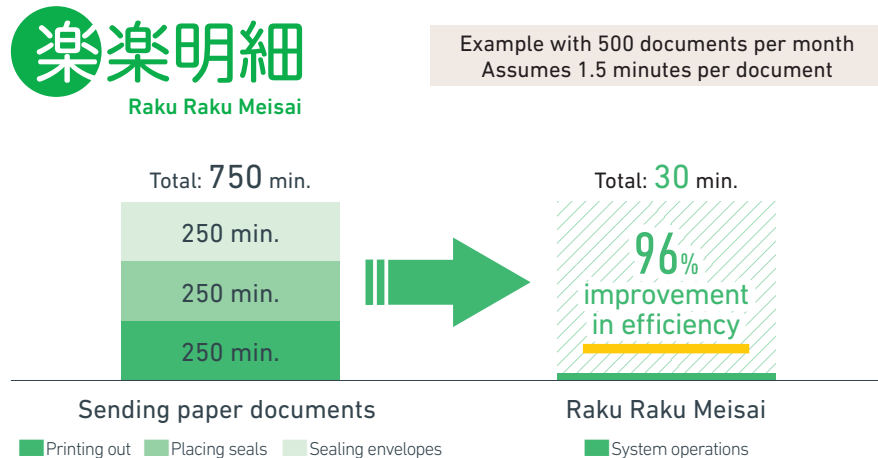 楽楽明細
Raku Raku Meisai
Example with 500 documents per month
Assumes 1.5 minutes per document
Total: 750 min.
250 min.
250 min.
250 min.
Total: 30 min.
96%
improvement
in efficiency
Sending paper documents
Raku Raku Meisai
Printing out Placing seals Sealing envelopes
System operations